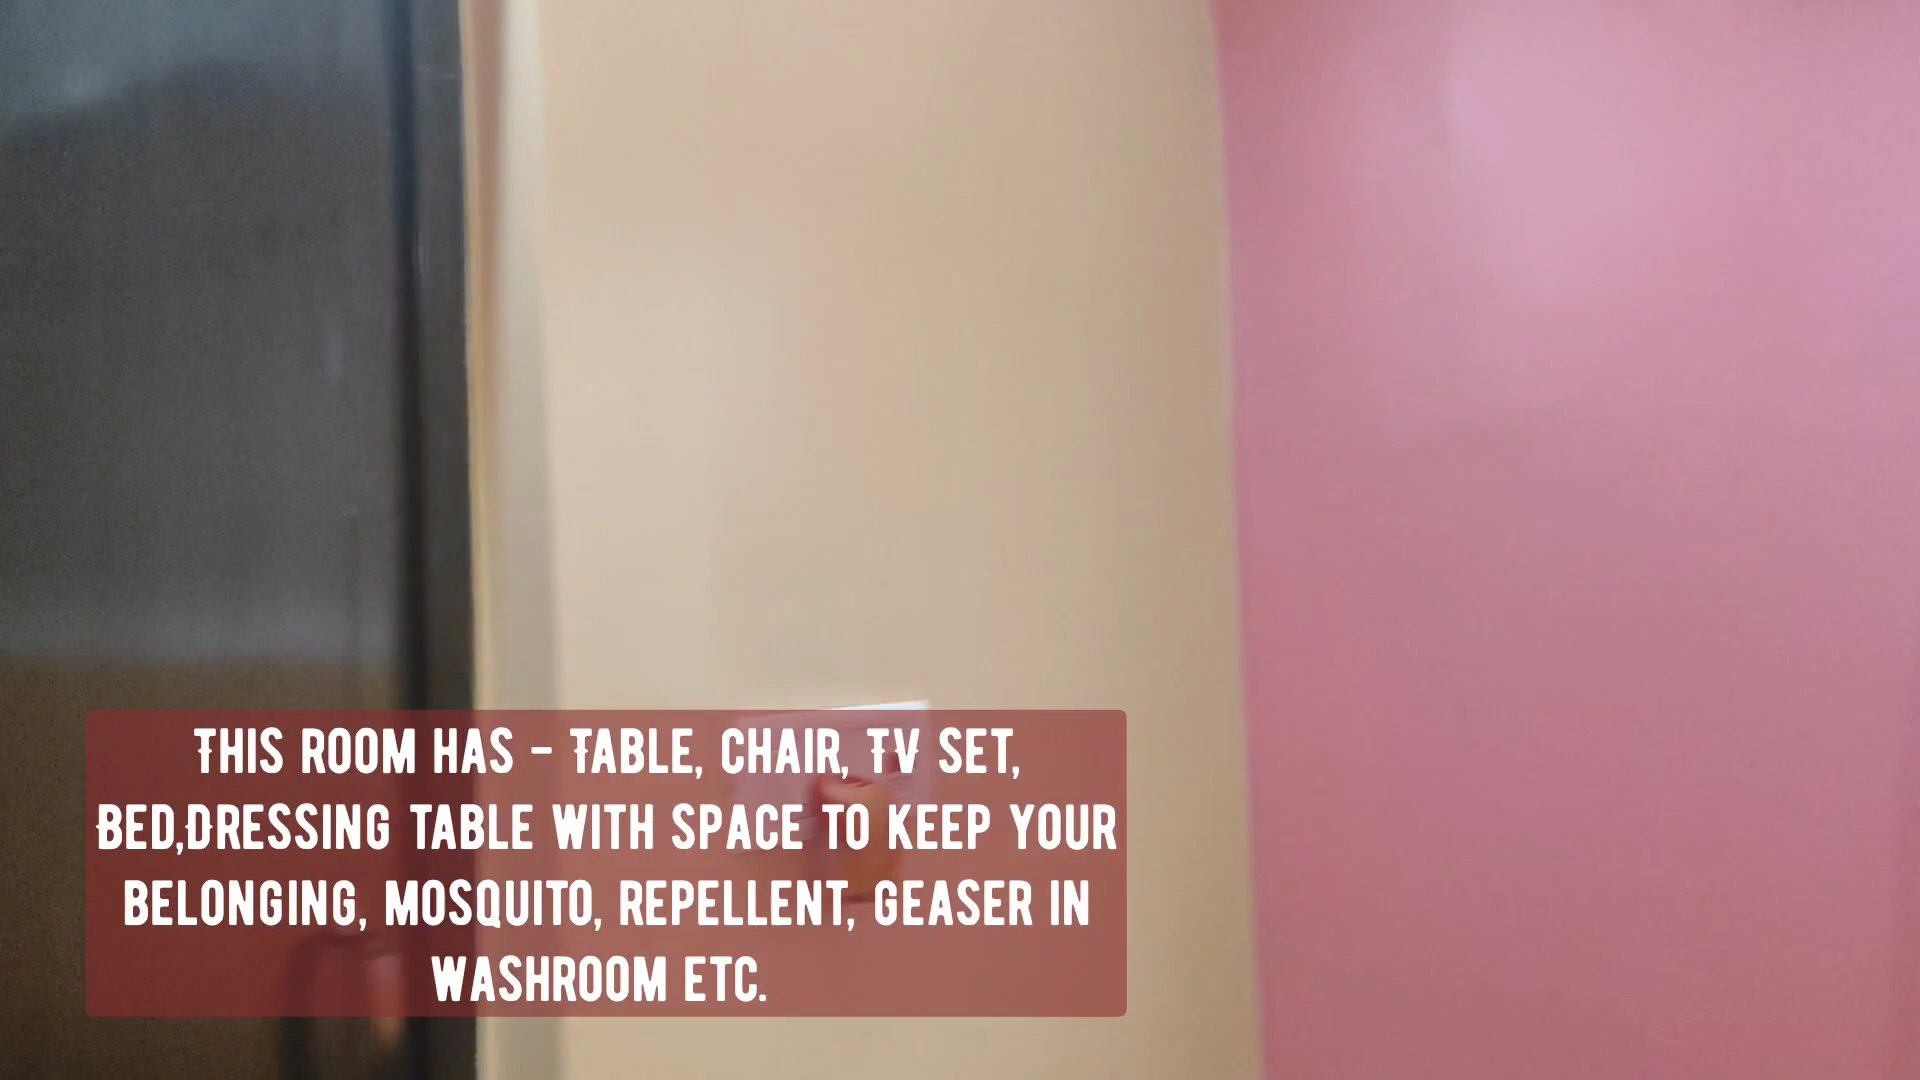 THIS ROOM HAS - TABLE, CHAIR, TV SET,
BED,DRESSING TABLE WITH SPACE TO KEEP YOUR
BELONGING, MOSQUITO, REPELLENT, GEASER IN
WASHROOM ETC.